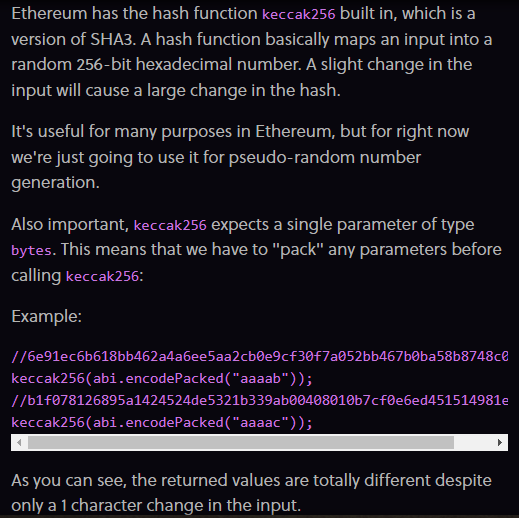 Ethereum has the hash function keccak256 built in, which is a
version of SHA3. A hash function basically maps an input into a
random 256-bit hexadecimal number. A slight change in the
input will cause a large change in the hash.
It's useful for many purposes in Ethereum, but for right now
we're just going to use it for pseudo-random number
generation.
Also important, keccak256 expects a single parameter of type
bytes. This means that we have to "pack" any parameters before
calling keccak256:
Example:
//6e91ec6b618bb462a4a6ee5aa2cb0e9cf30f7a052bb467b0ba58b8748c0
keccak256(abi.encodePacked("aaaab"));
//b1f078126895a1424524de5321b339ab00408010b7cf0e6ed451514981e
keccak256(abi.encodePacked("aaaac"));
As you can see, the returned values are totally different despite
only a 1 character change in the input.